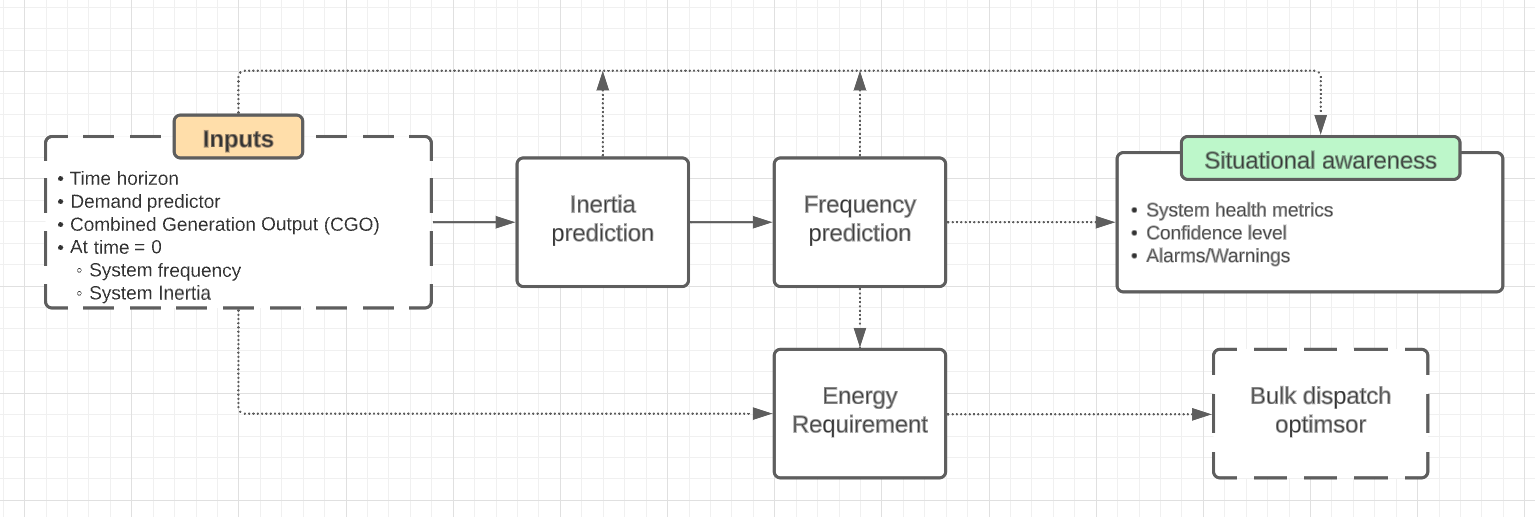 Inputs
• Time horizon
• Demand predictor
• Combined Generation Output (CGO)
• At time = 0
◦ System frequency
◦ System Inertia
Inertia
prediction
Frequency
prediction
Situational awareness
• System health metrics
• Confidence level
• Alarms/Warnings
Energy
Requirement
Bulk dispatch
optimsor